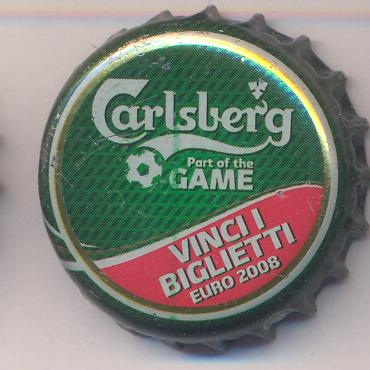 Carlsberg
Part of the
GAME
VINCI I
BIGLIETTI
EURO 2008